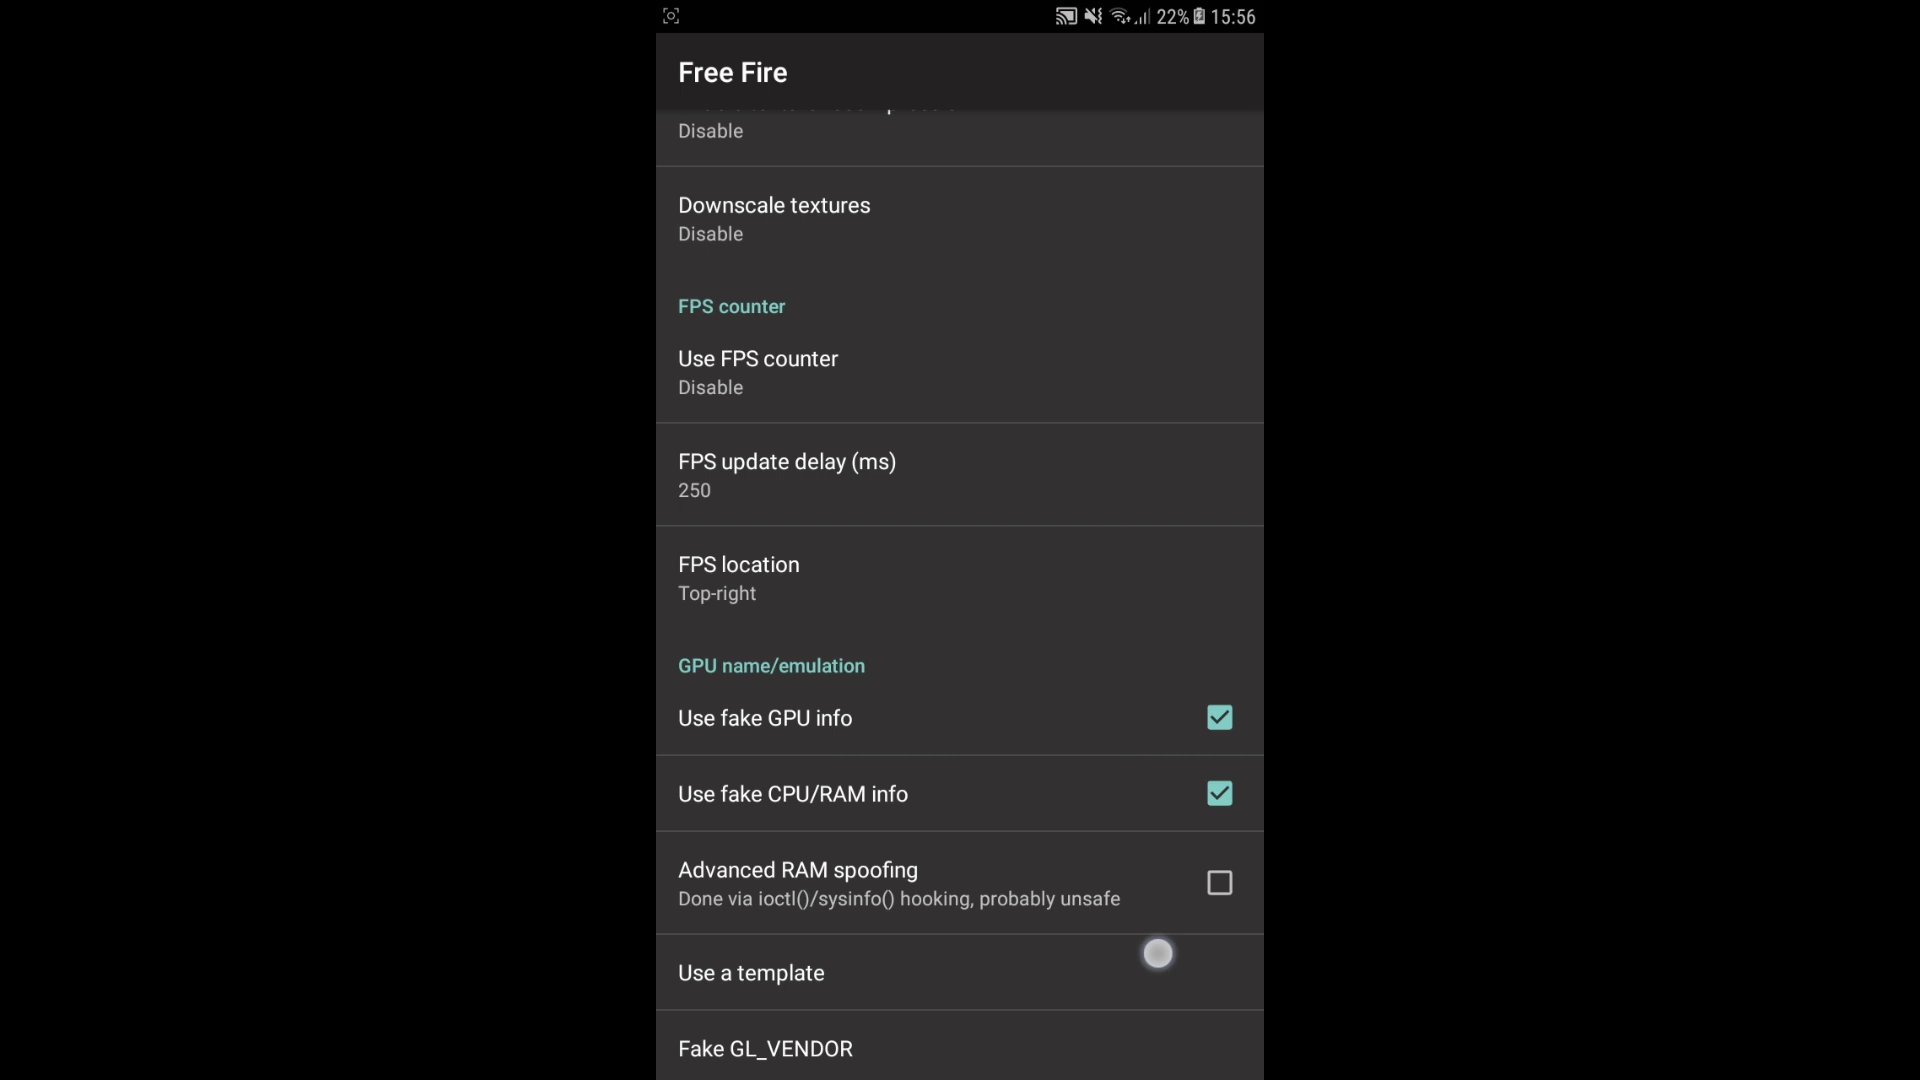 22% 15:56
Free Fire
Disable
Downscale textures
Disable
FPS counter
Use FPS counter
Disable
FPS update delay (ms)
250
FPS location
Top-right
GPU name/emulation
Use fake GPU info
Use fake CPU/RAM info
Advanced RAM spoofing
Done via ioctl()/sysinfo() hooking, probably unsafe
Use a template
Fake GL_VENDOR